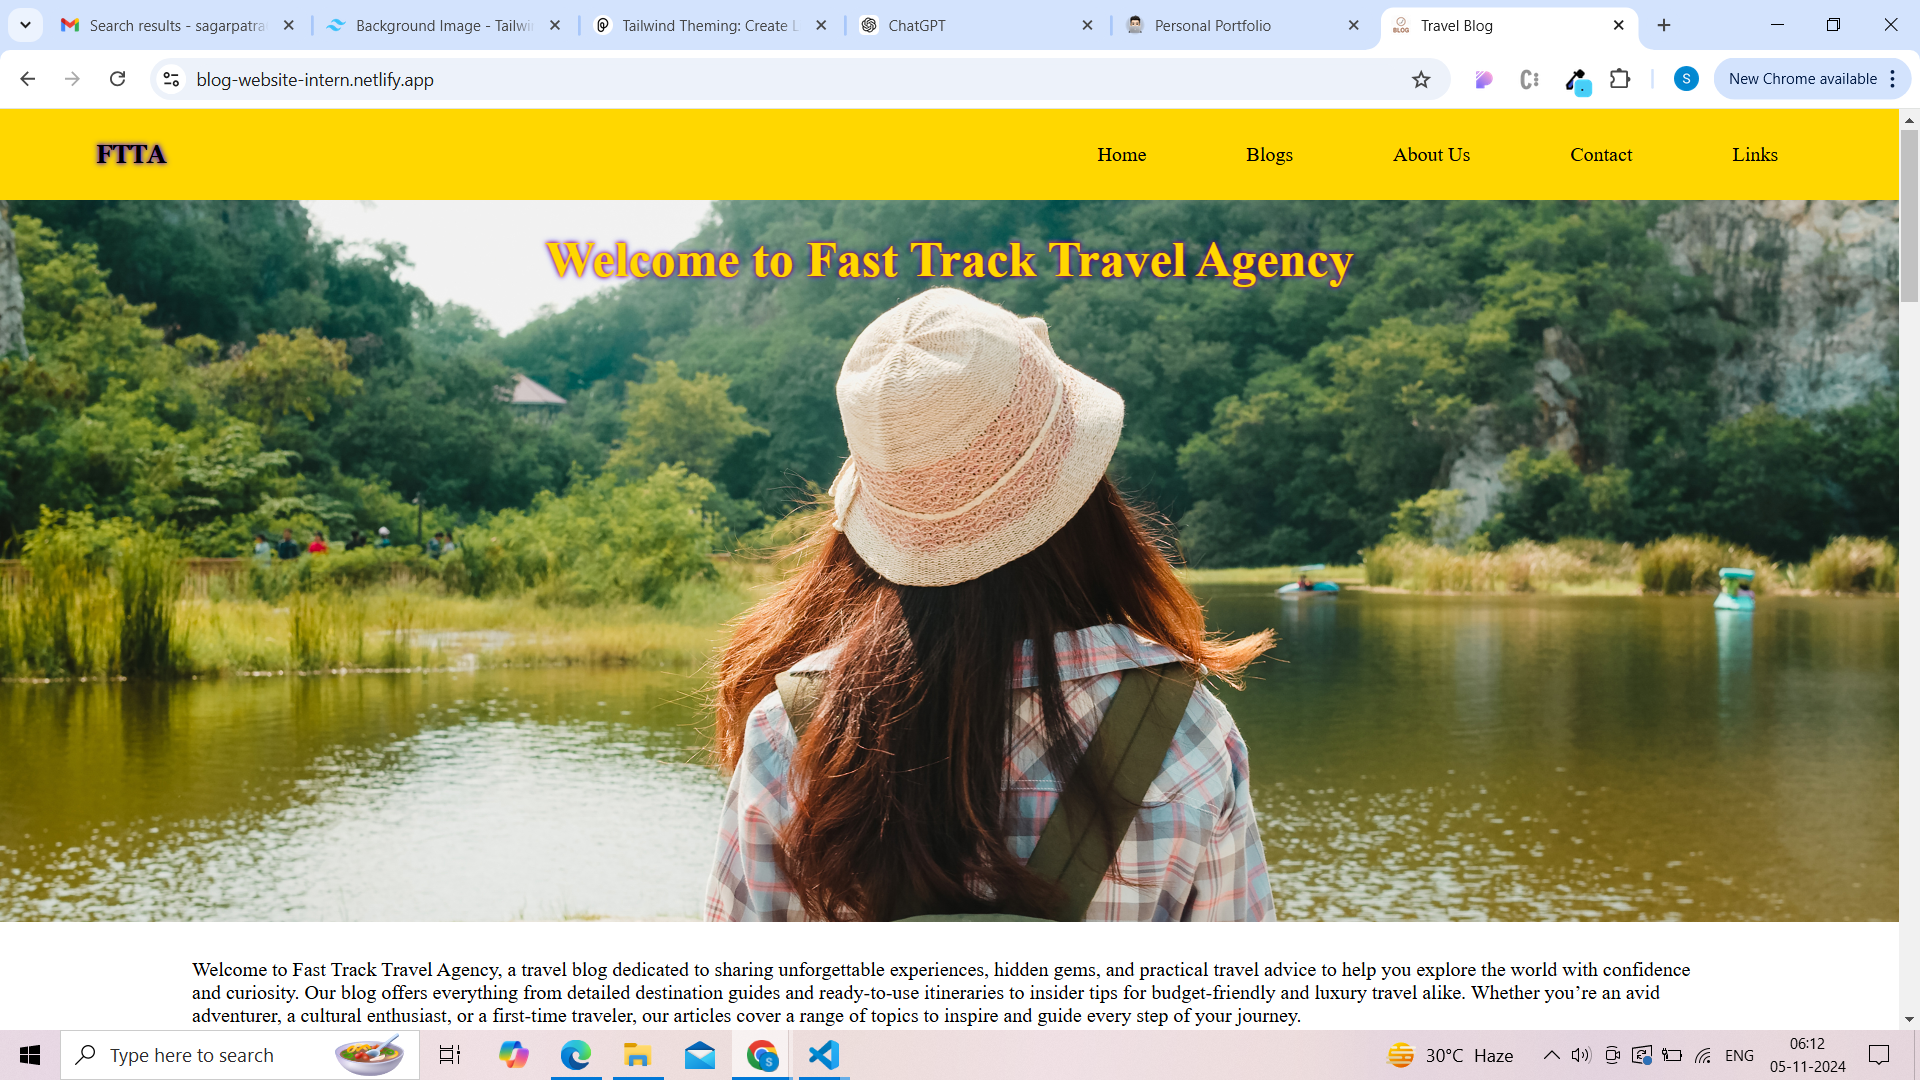 Search results - sagarpatra
Background Image - Tailwi
Tailwind Theming: Create L
ChatGPT
Personal Portfolio
Travel Blog
blog-website-intern.netlify.app
S
New Chrome available
FTTA
Home
Blogs
About Us
Contact
Links
Welcome to Fast Track Travel Agency
Welcome to Fast Track Travel Agency, a travel blog dedicated to sharing unforgettable experiences, hidden gems, and practical travel advice to help you explore the world with confidence
and curiosity. Our blog offers everything from detailed destination guides and ready-to-use itineraries to insider tips for budget-friendly and luxury travel alike. Whether you’re an avid
adventurer, a cultural enthusiast, or a first-time traveler, our articles cover a range of topics to inspire and guide every step of your journey.
Type here to search
30°C Haze
ENG
06:12
05-11-2024